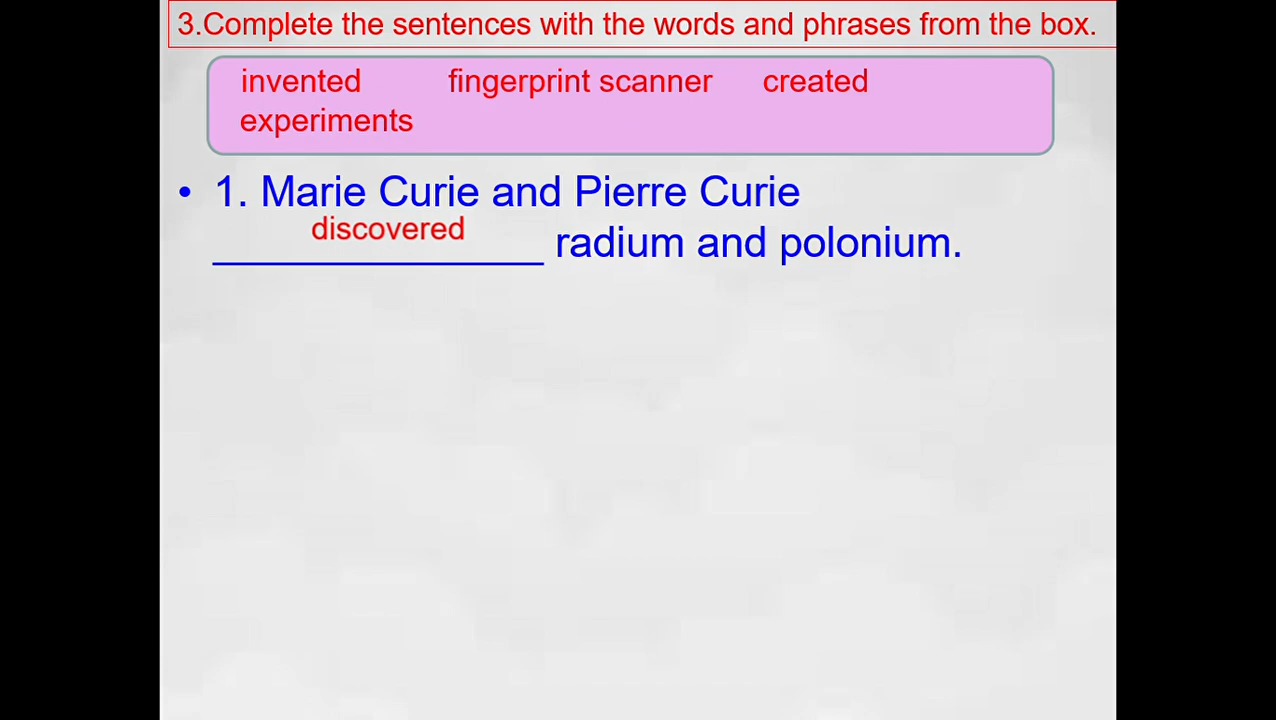 3.Complete the sentences with the words and phrases from the box.
invented fingerprint scanner created
experiments
• 1. Marie Curie and Pierre Curie
discovered
______________ radium and polonium.